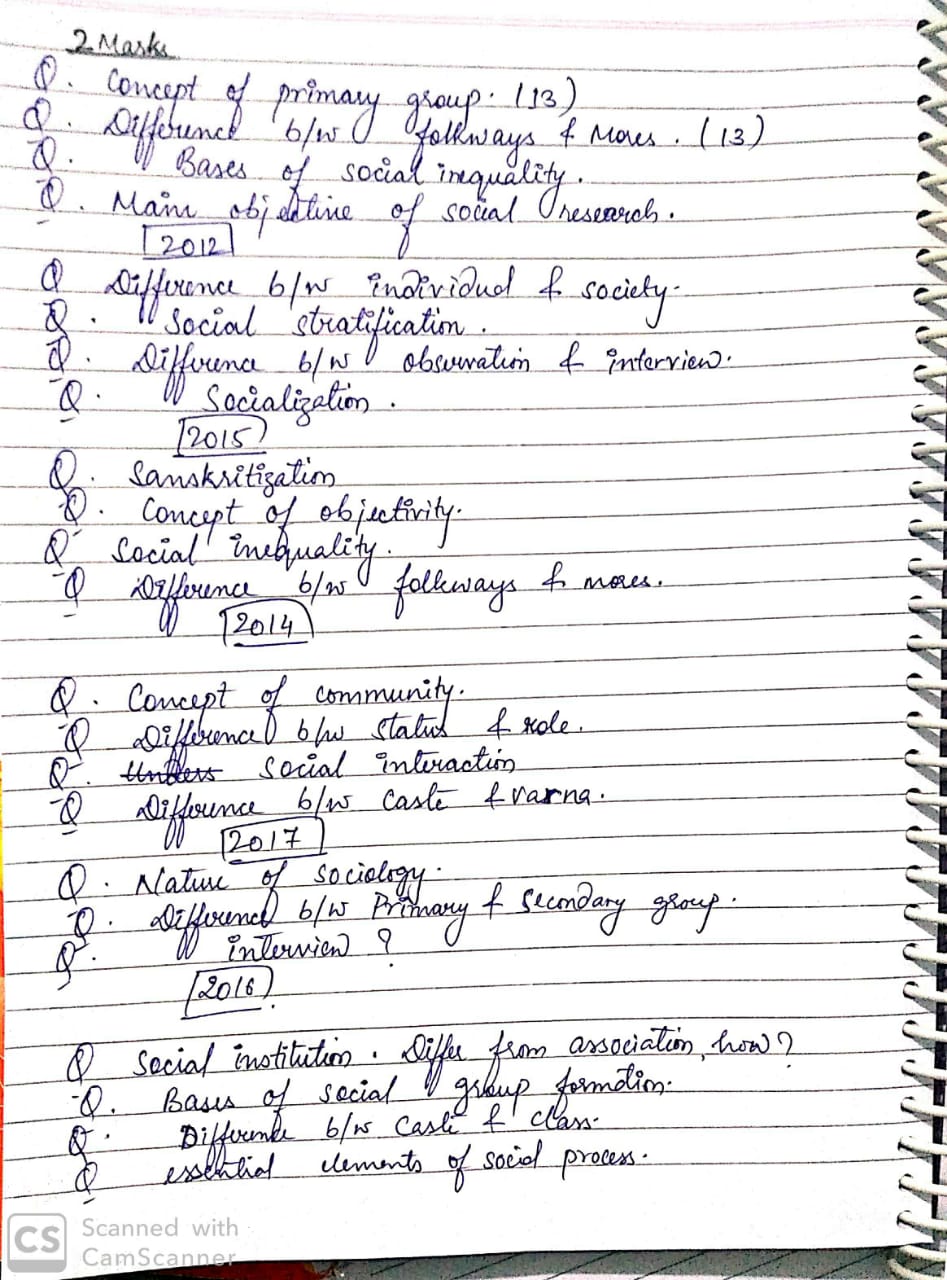 2 Marks
Q. Concept of primary group. (13)
Q. Difference b/w folkways & Mores. (13)
Q. Bases of social inequality.
Q. Main objective of social research.
2012
Q Difference b/w individual & society.
Q. Social stratification.
Q. Difference b/w observation & interview.
Q. Socialization.
2015
Q. Sanskritization
Q. Concept of objectivity.
Q Social inequality.
Q Difference b/w folkways & mores.
2014
Q. Concept of community.
Q Difference b/w status & role.
Q. Social interaction
Q Difference b/w Caste & varna.
2017
Q. Nature of sociology.
Q. Difference b/w Primary & secondary group.
Q. interview ?
2016
Q Social institution. Differ from association, how?
Q. Bases of social group formation.
Q. Difference b/w Caste & class.
Q essential elements of social process.
CS Scanned with
CamScanner